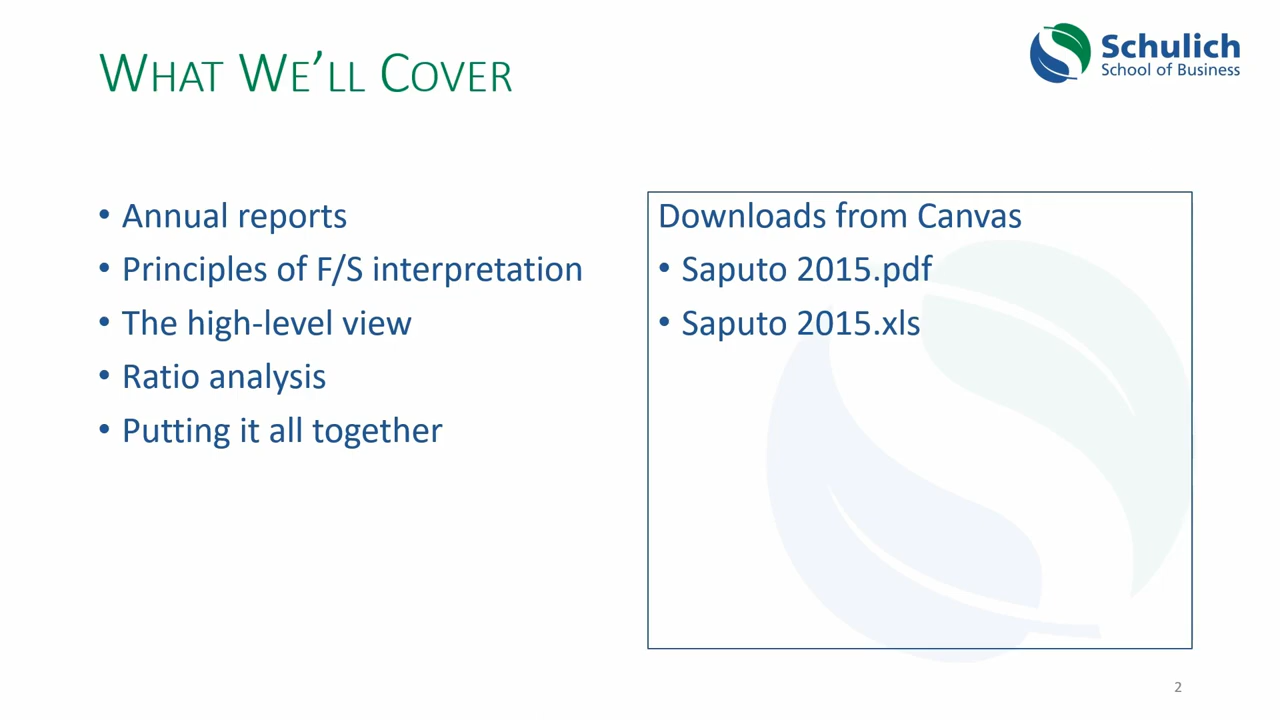 WHAT WE’LL COVER
Schulich
School of Business
• Annual reports
• Principles of F/S interpretation
• The high-level view
• Ratio analysis
• Putting it all together
Downloads from Canvas
• Saputo 2015.pdf
• Saputo 2015.xls
2